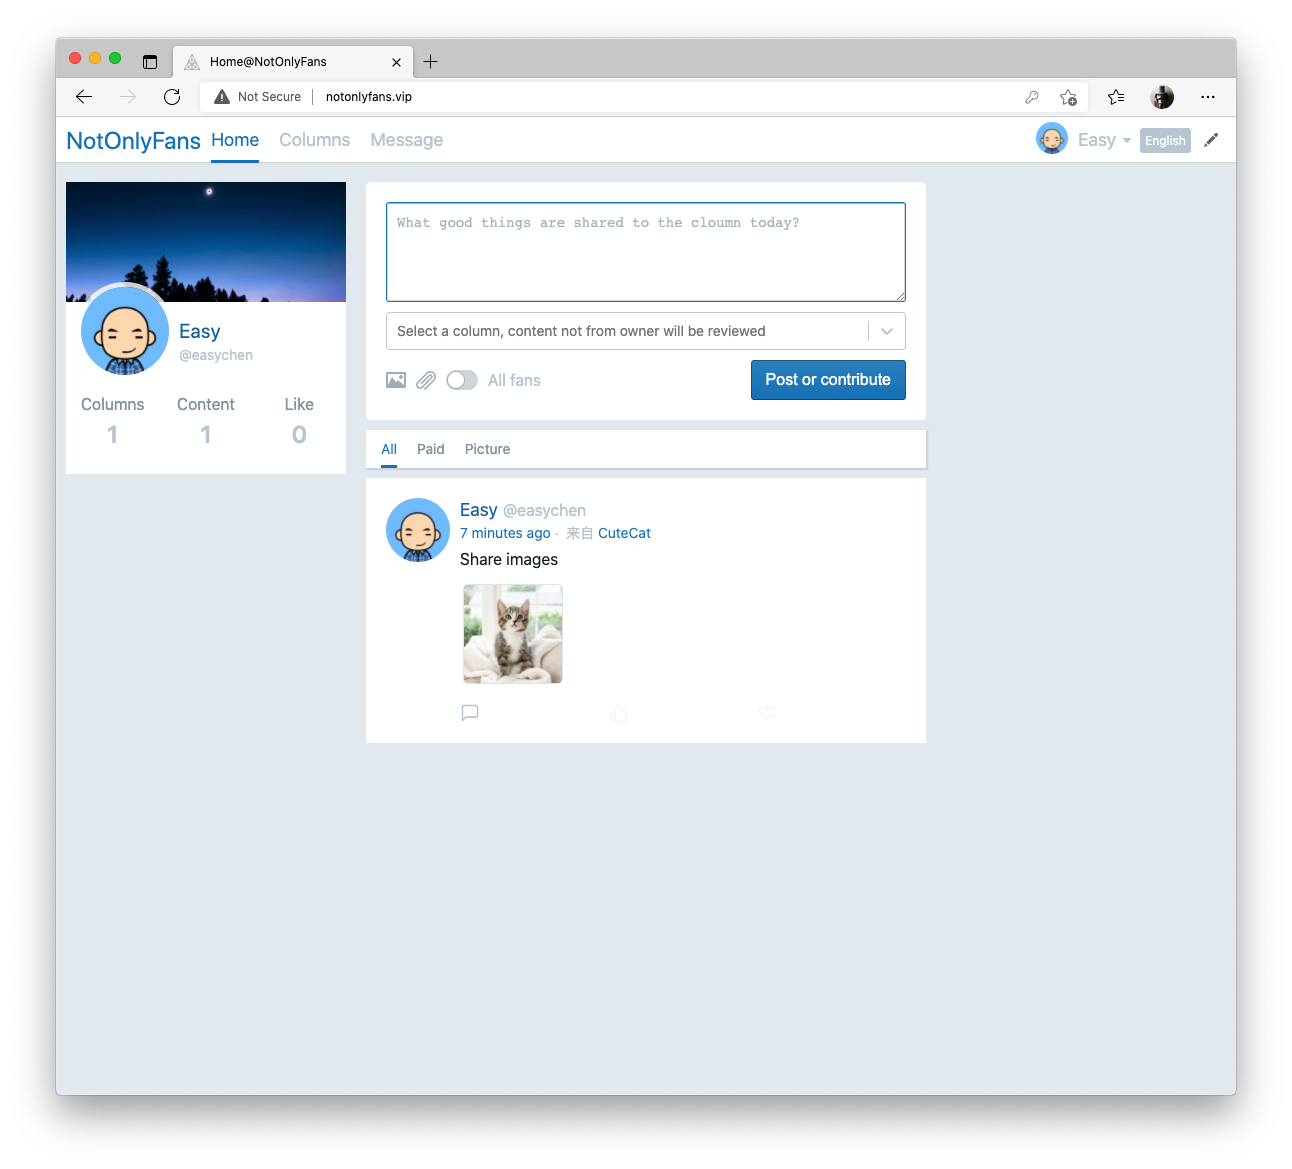 Home@NotOnlyFans
Not Secure
notonlyfans.vip
NotOnlyFans
Home
Columns
Message
Easy
English
What good things are shared to the cloumn today?
Select a column, content not from owner will be reviewed
All fans
Post or contribute
Easy
@easychen
Columns
Content
Like
1
1
0
All
Paid
Picture
Easy @easychen
7 minutes ago · 来自 CuteCat
Share images